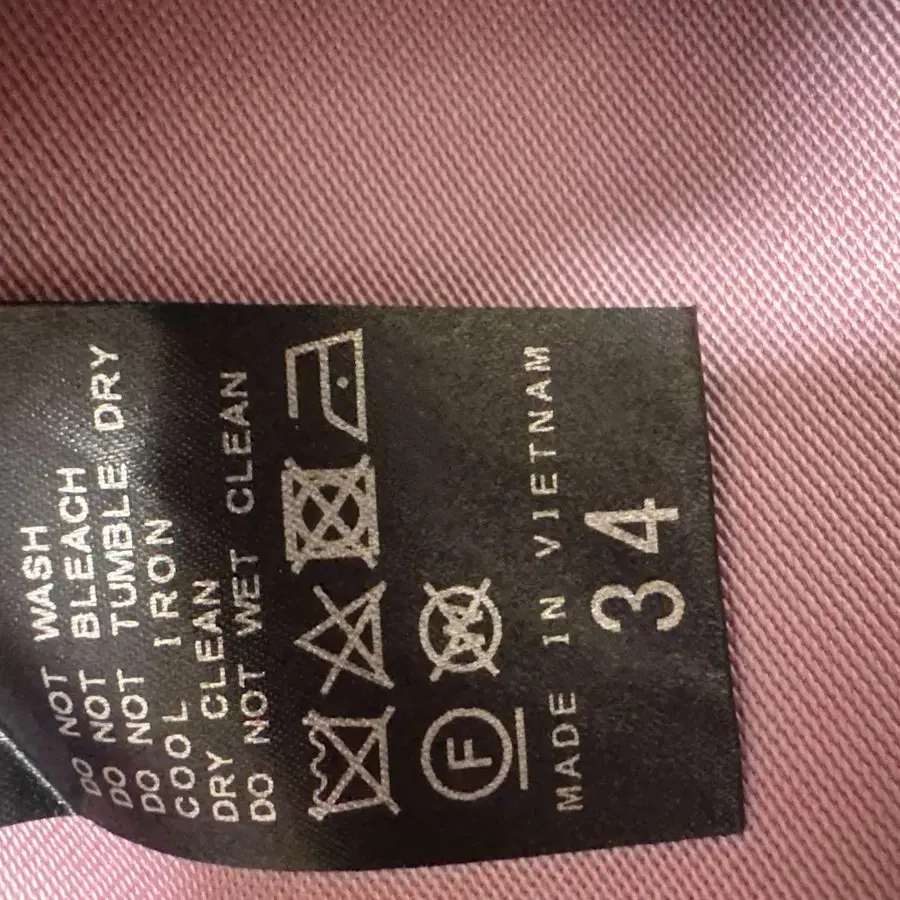 DO NOT WASH
DO NOT BLEACH
DO NOT TUMBLE DRY
COOL IRON
DRY CLEAN
DO NOT WET CLEAN
F W
MADE IN VIETNAM
34